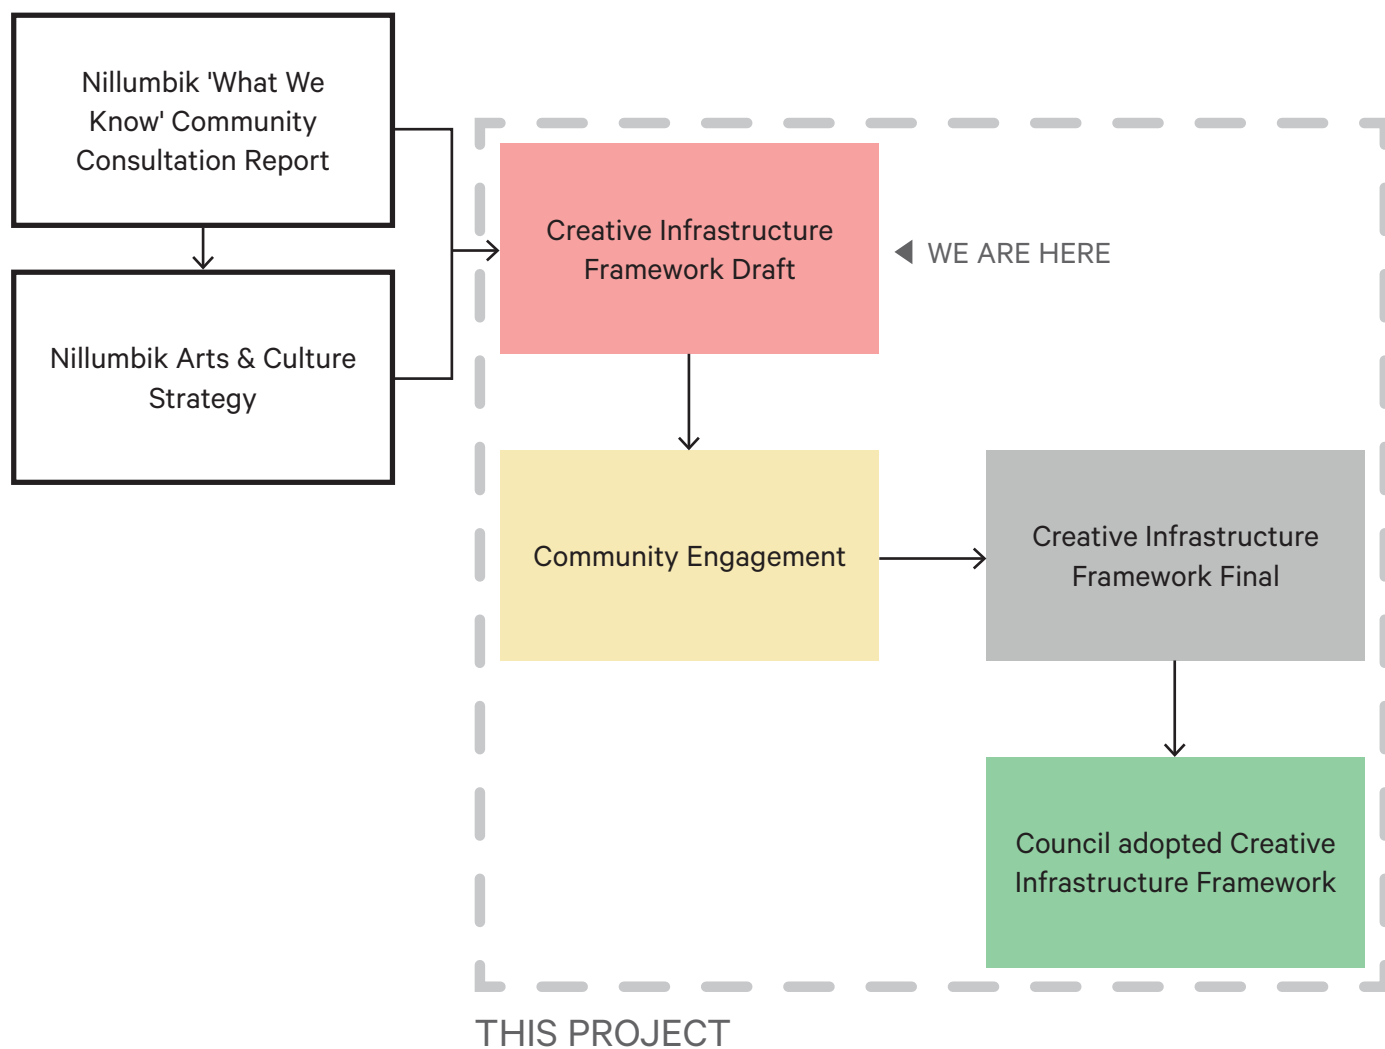 Nillumbik 'What We
Know' Community
Consultation Report
Nillumbik Arts & Culture
Strategy
Creative Infrastructure
Framework Draft
WE ARE HERE
Community Engagement
Creative Infrastructure
Framework Final
Council adopted Creative
Infrastructure Framework
THIS PROJECT